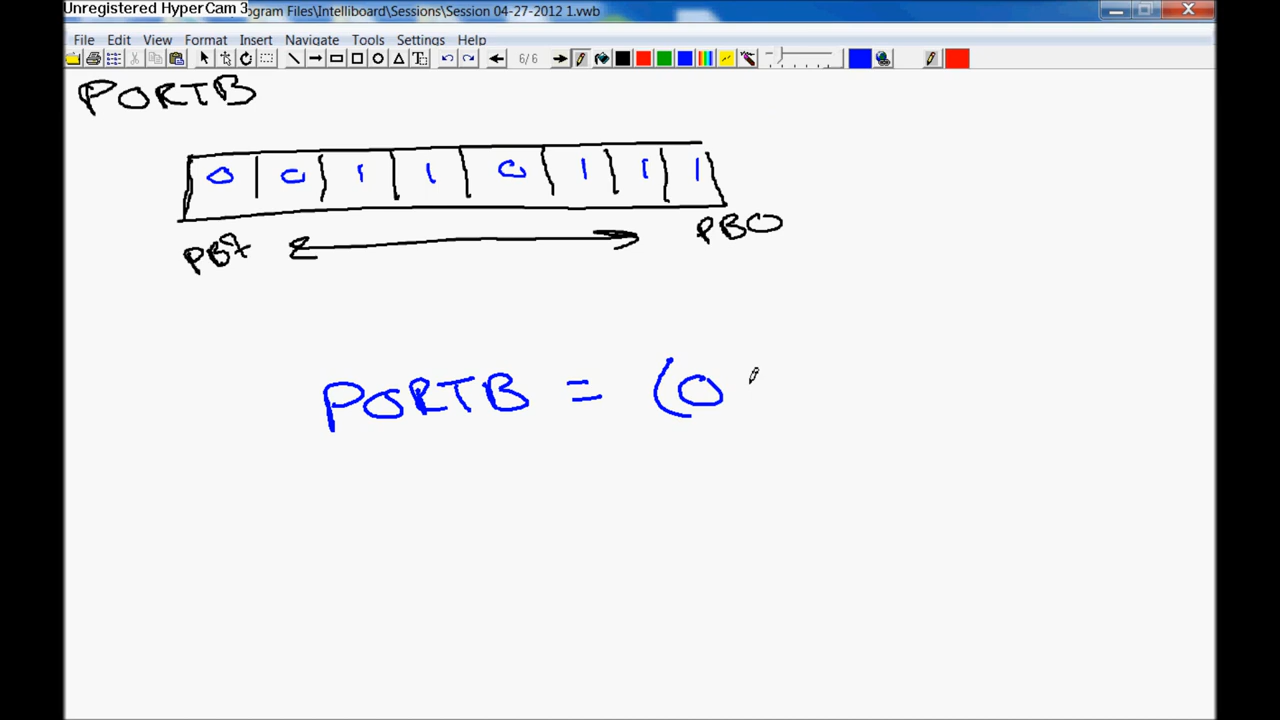 Unregistered HyperCam 3
ogram Files\Intelliboard\Sessions\Session 04-27-2012 1.vwb
File Edit View Format Insert Navigate Tools Settings Help
6/6
PORTB
0 0 1 1 0 1 1 1
PB7 PB0
PORTB = (0